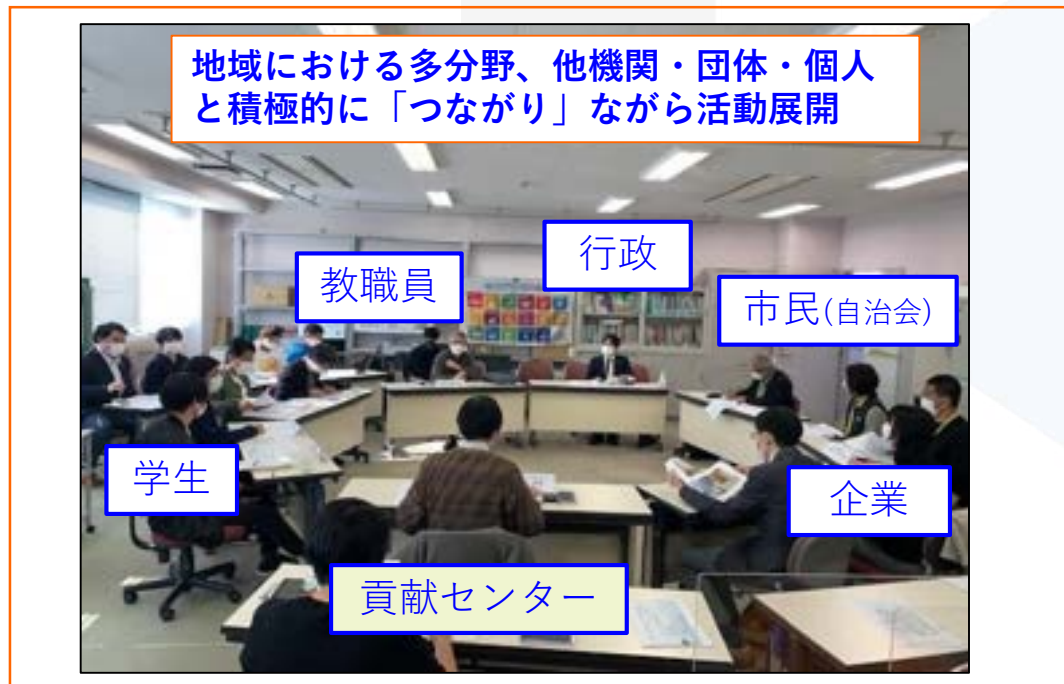 地域における多分野、他機関・団体・個人
と積極的に「つながり」ながら活動展開
行政
教職員
市民(自治会)
学生
企業
貢献センター